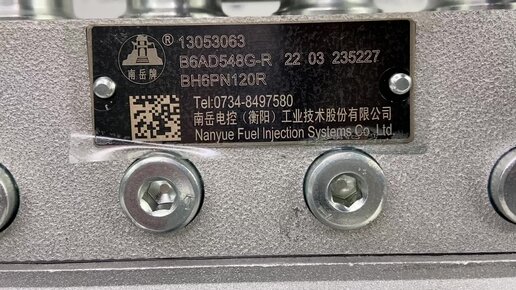 南岳牌
®
13053063
B6AD548G-R 22 03 235227
BH6PN120R
Tel:0734-8497580
南岳电控（衡阳）工业技术股份有限公司
Nanyue Fuel Injection Systems Co.,Ltd.